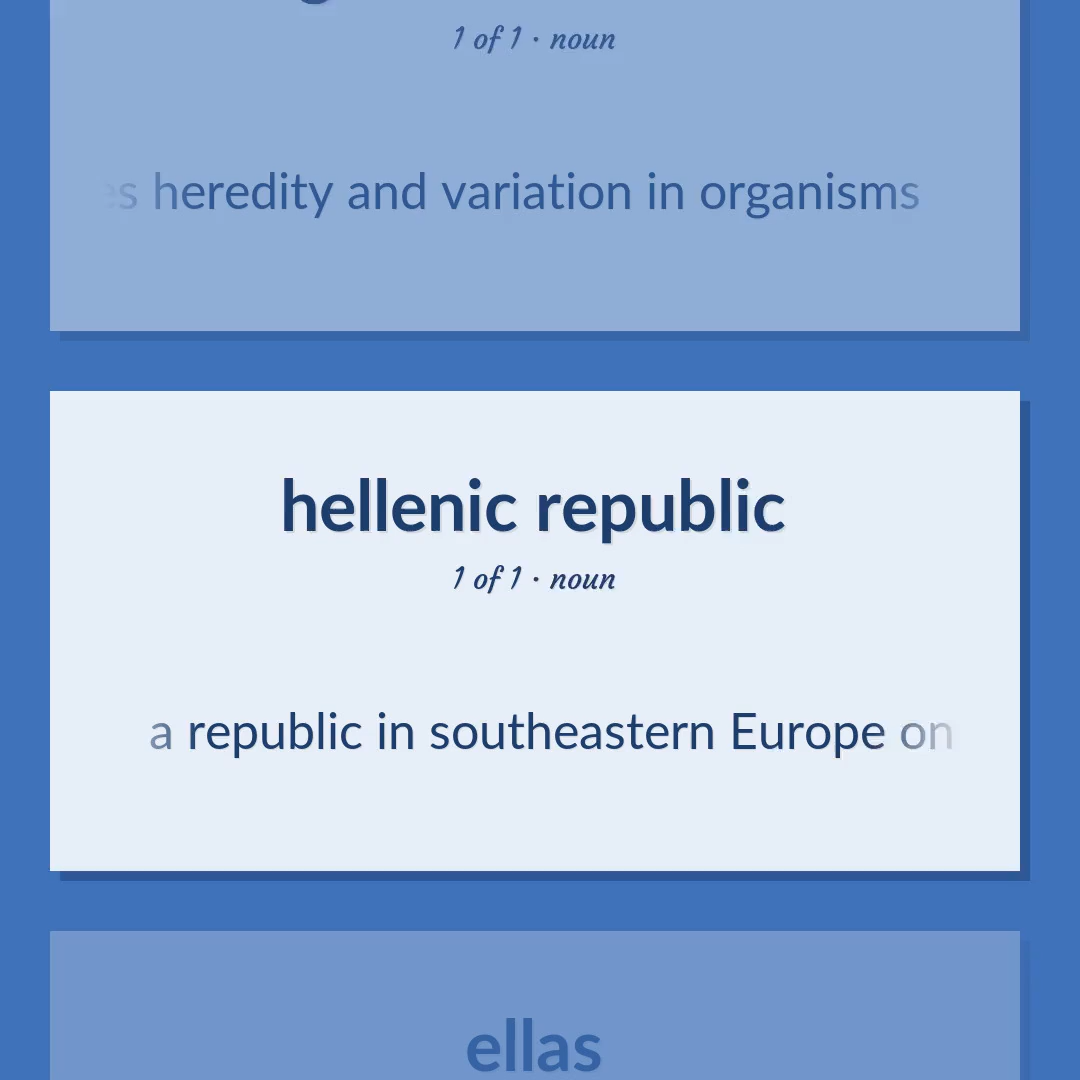 1 of 1 · noun
heredity and variation in organisms
hellenic republic
1 of 1 · noun
a republic in southeastern Europe on
ellas